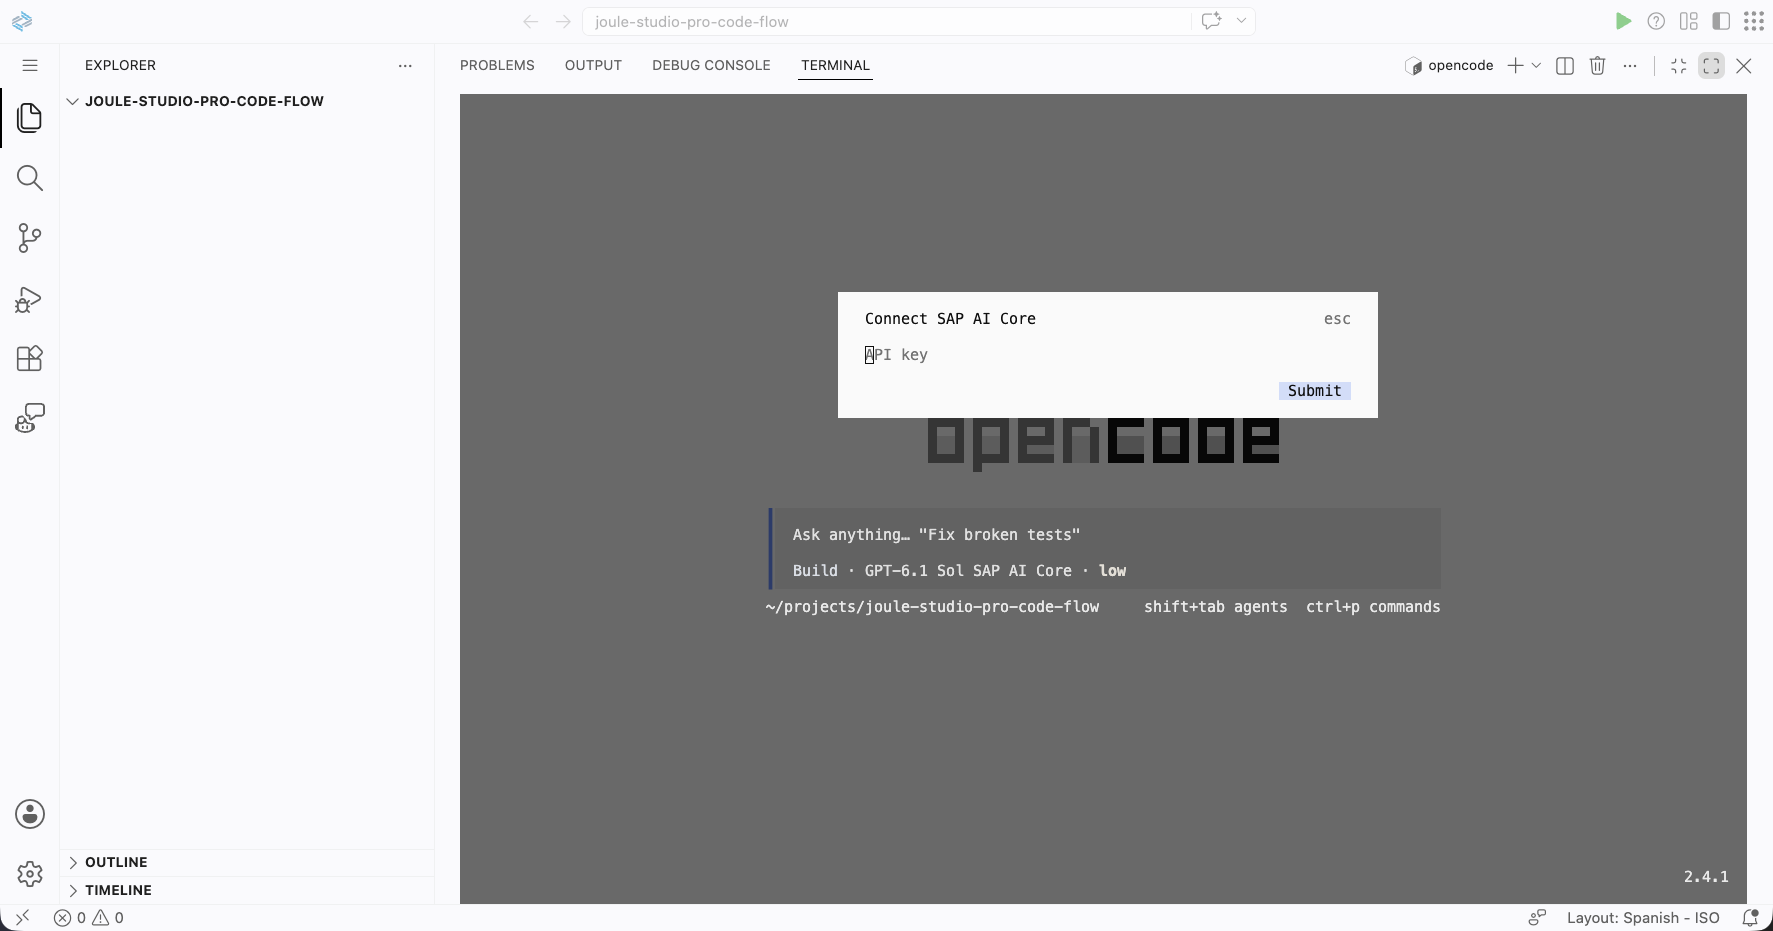 joule-studio-pro-code-flow
EXPLORER
JOULE-STUDIO-PRO-CODE-FLOW
OUTLINE
TIMELINE
PROBLEMS OUTPUT DEBUG CONSOLE TERMINAL
opencode
Connect SAP AI Core esc
API key
Submit
opencode
Ask anything… "Fix broken tests"
Build · GPT-6.1 Sol SAP AI Core · low
~/projects/joule-studio-pro-code-flow shift+tab agents ctrl+p commands
2.4.1
0 0
Layout: Spanish - ISO